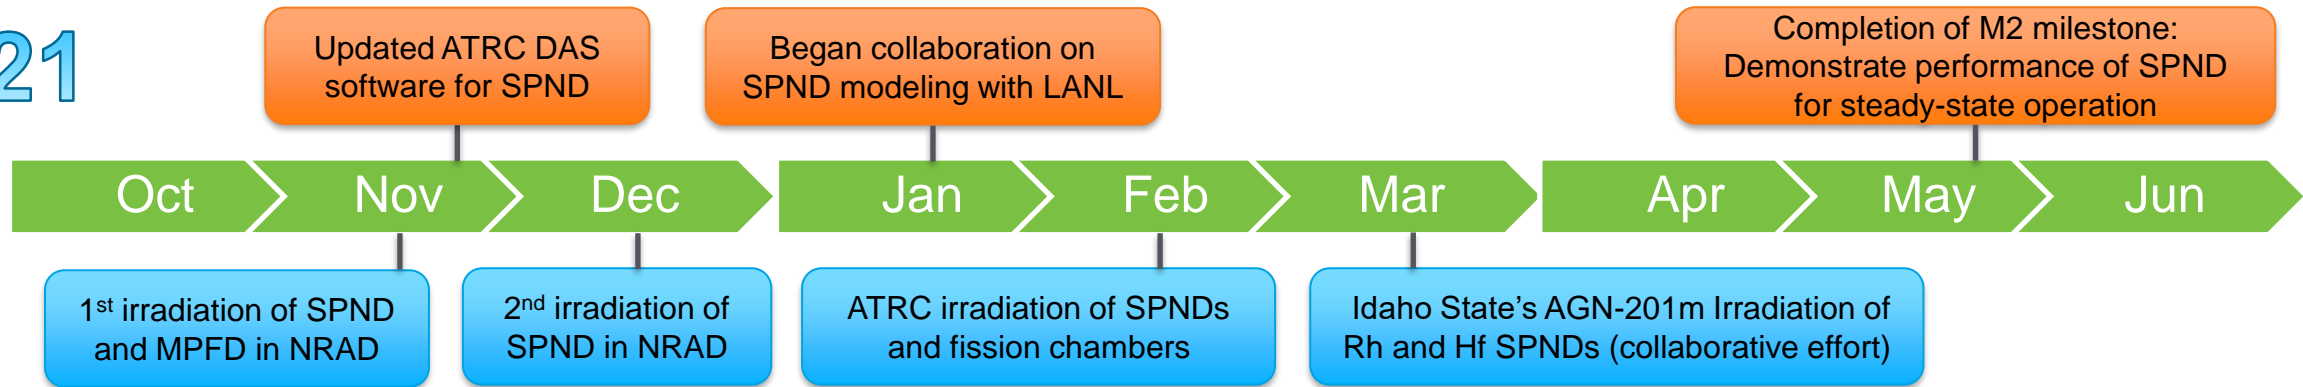 21
Updated ATRC DAS
software for SPND
Began collaboration on
SPND modeling with LANL
Completion of M2 milestone:
Demonstrate performance of SPND
for steady-state operation
Oct
Nov
Dec
Jan
Feb
Mar
Apr
May
Jun
1st irradiation of SPND
and MPFD in NRAD
2nd irradiation of
SPND in NRAD
ATRC irradiation of SPNDs
and fission chambers
Idaho State's AGN-201m Irradiation of
Rh and Hf SPNDs (collaborative effort)